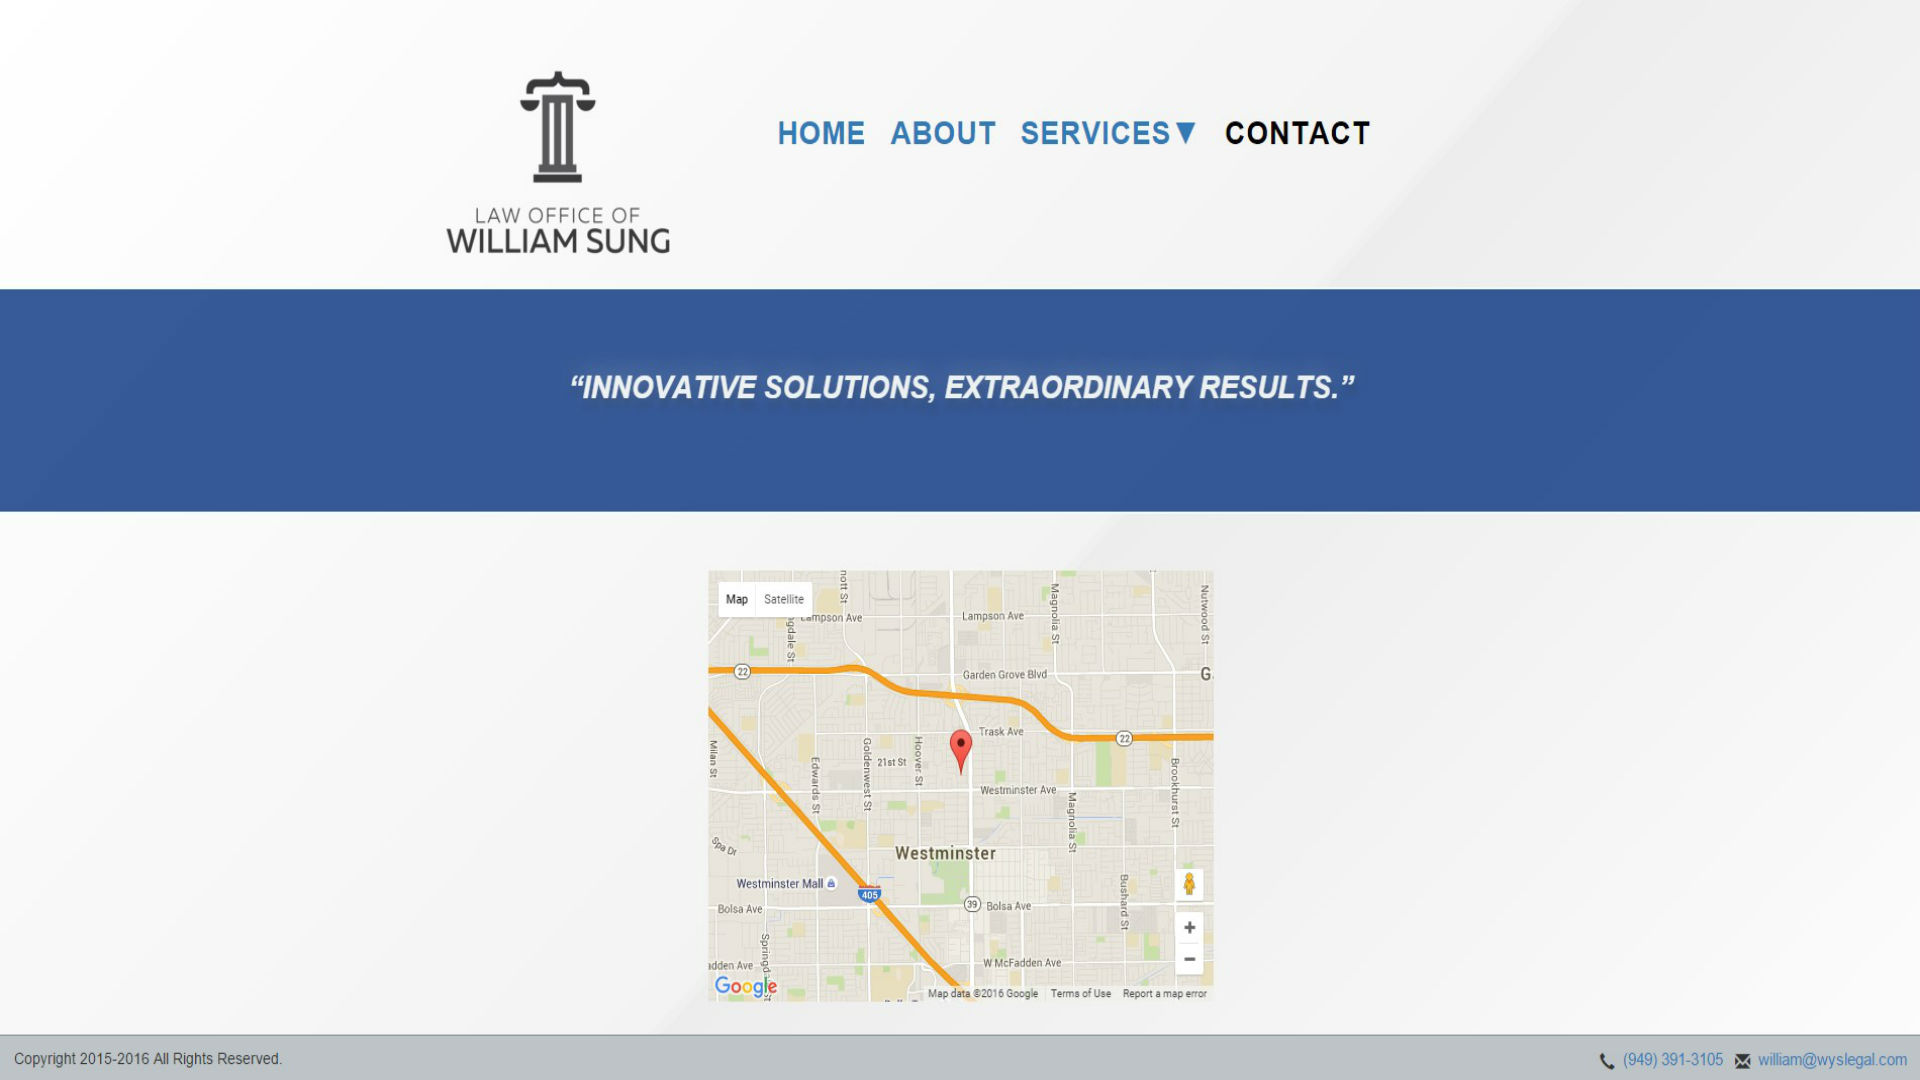 LAW OFFICE OF
WILLIAM SUNG
HOME ABOUT SERVICES▼ CONTACT
“INNOVATIVE SOLUTIONS, EXTRAORDINARY RESULTS.”
Map Satellite
nott St
Lampson Ave
Lampson Ave
Magnolia St
Nutwood St
ngdale St
22
Garden Grove Blvd
G
Trask Ave
22
Milan St
Edwards St
Goldenwest St
21st St
Hoover St
Westminster Ave
Magnolia St
Brookhurst St
Spa Dr
Westminster
Westminster Mall
405
Bushard St
Bolsa Ave
39
Bolsa Ave
+
Springd
adden Ave
W McFadden Ave
−
Google
Map data ©2016 Google Terms of Use Report a map error
Copyright 2015-2016 All Rights Reserved.
(949) 391-3105 william@wyslegal.com